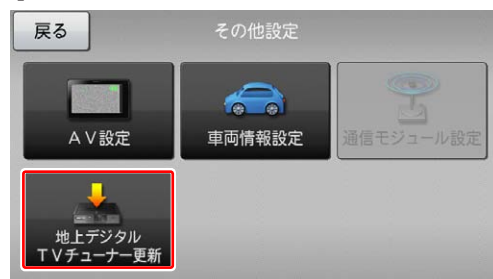 戻る
その他設定
ＡＶ設定
車両情報設定
通信モジュール設定
地上デジタル
ＴＶチューナー更新